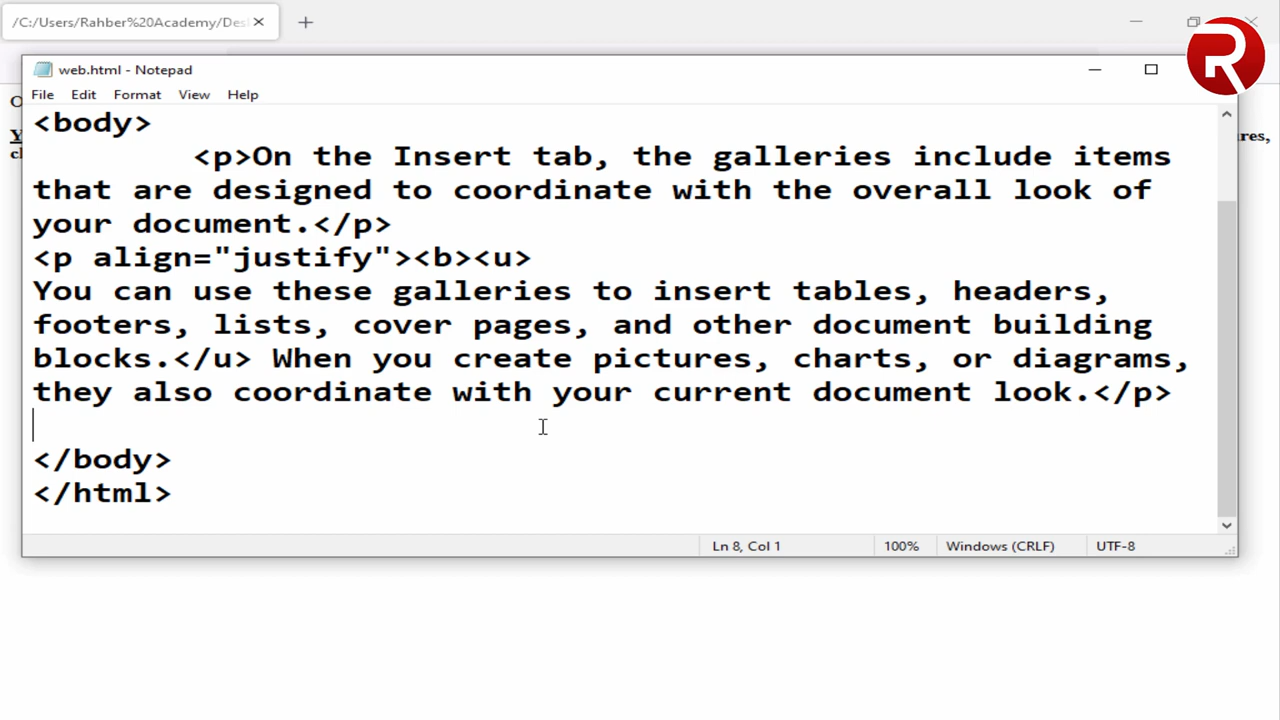 /C:/Users/Rahber%20Academy/Des
R
web.html - Notepad
File Edit Format View Help
<body>
<p>On the Insert tab, the galleries include items
that are designed to coordinate with the overall look of
your document.</p>
<p align="justify"><b><u>
You can use these galleries to insert tables, headers,
footers, lists, cover pages, and other document building
blocks.</u> When you create pictures, charts, or diagrams,
they also coordinate with your current document look.</p>
</body>
</html>
Ln 8, Col 1 100% Windows (CRLF) UTF-8